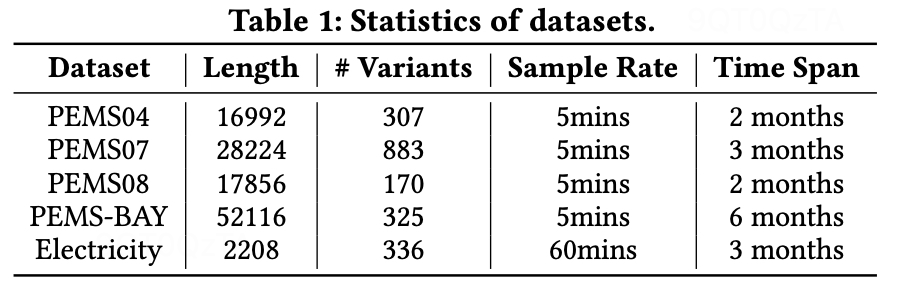 Table 1: Statistics of datasets.
Dataset Length # Variants Sample Rate Time Span
PEMS04 16992 307 5mins 2 months
PEMS07 28224 883 5mins 3 months
PEMS08 17856 170 5mins 2 months
PEMS-BAY 52116 325 5mins 6 months
Electricity 2208 336 60mins 3 months